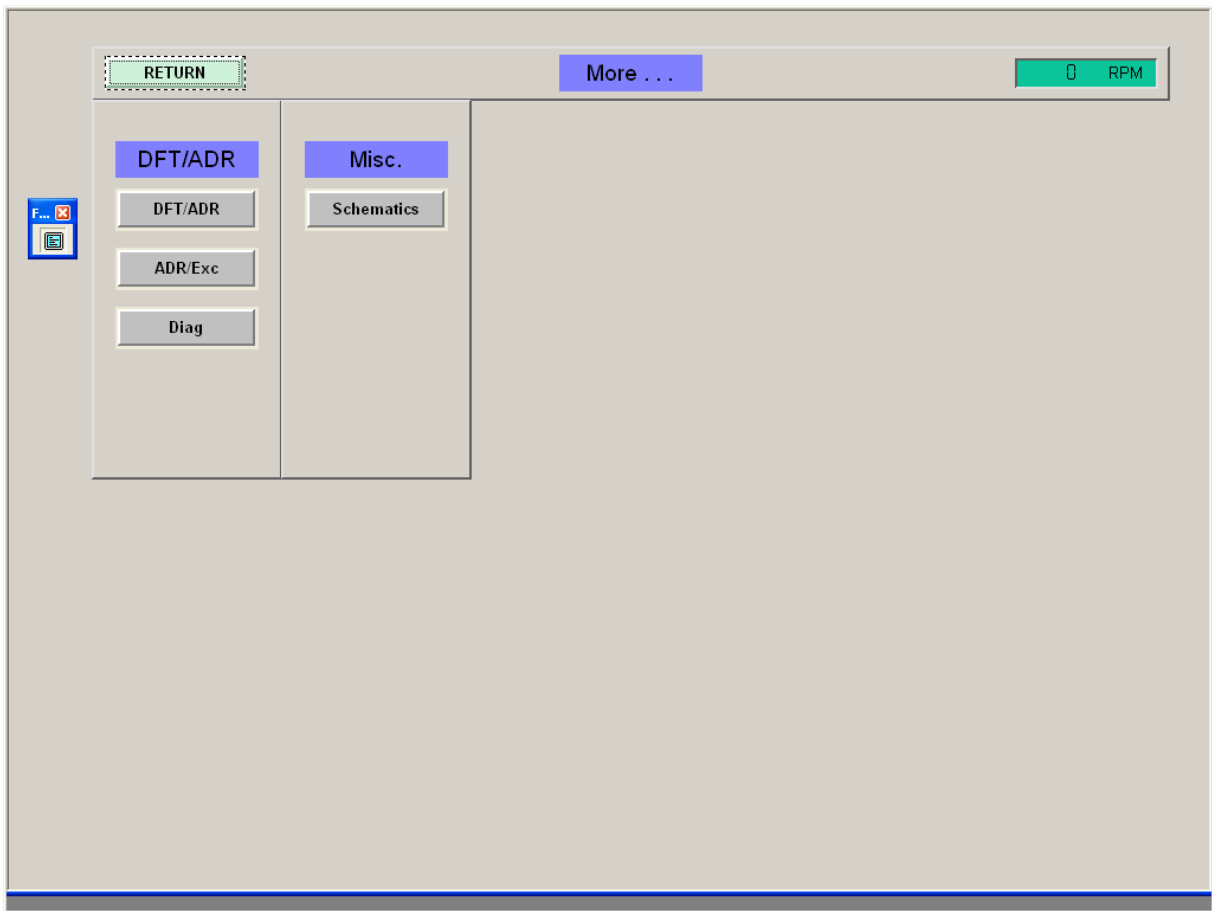 RETURN
More . . .
0 RPM
DFT/ADR
Misc.
DFT/ADR
Schematics
F...
ADR/Exc
Diag